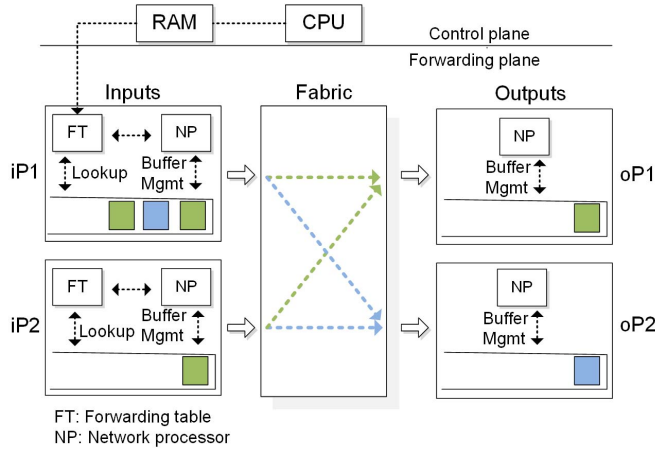 RAM
CPU
Control plane
Forwarding plane
Inputs
Fabric
Outputs
iP1
FT
NP
Lookup
Buffer
Mgmt
NP
Buffer
Mgmt
oP1
iP2
FT
NP
Lookup
Buffer
Mgmt
NP
Buffer
Mgmt
oP2
FT: Forwarding table
NP: Network processor